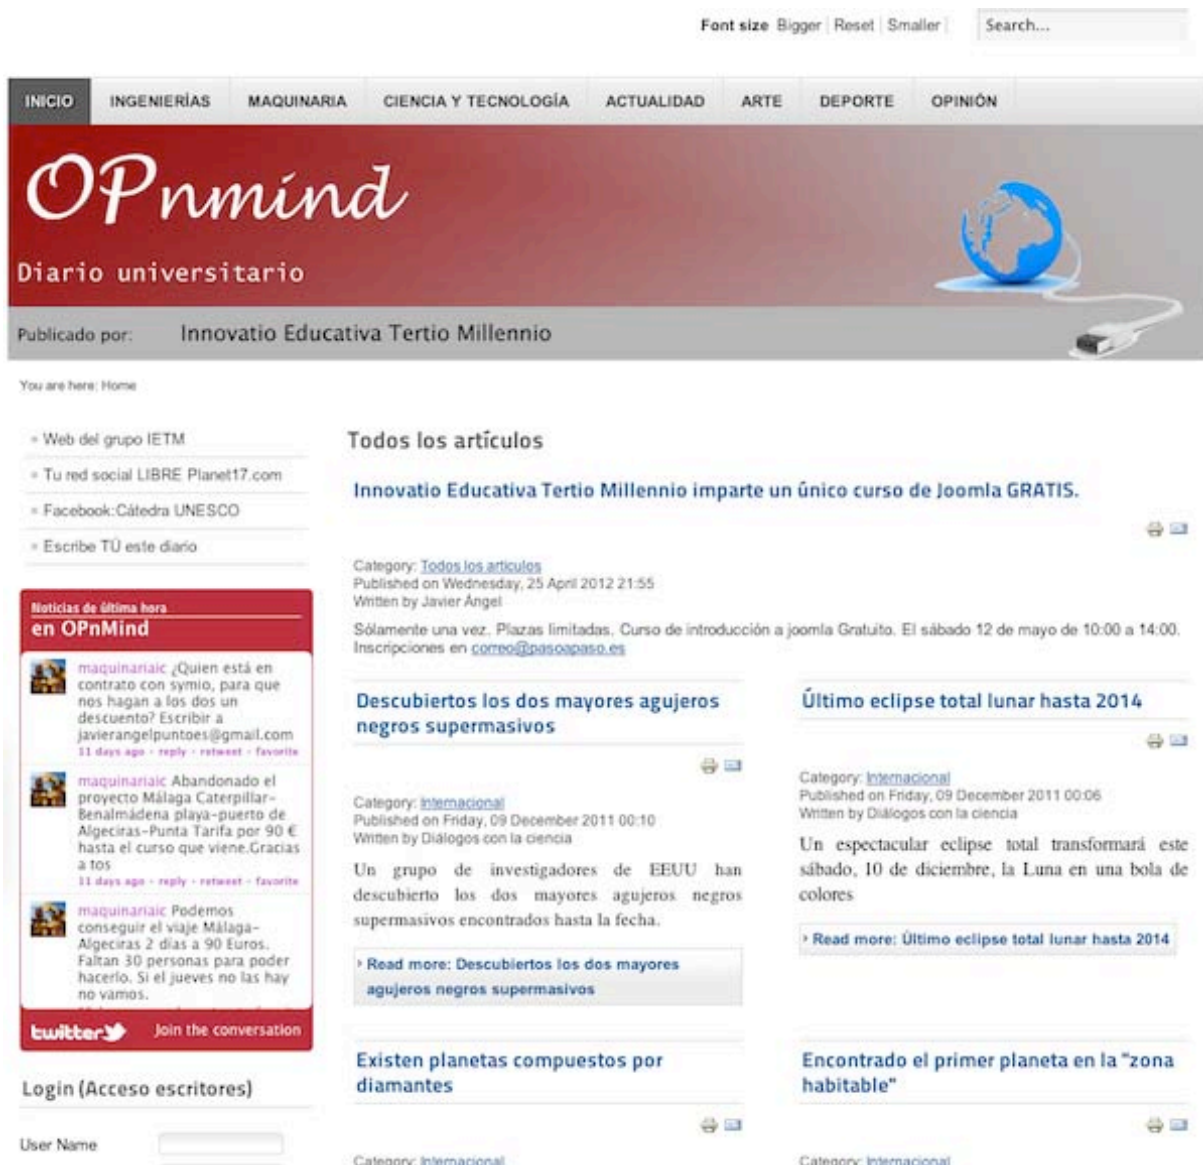 Font size Bigger Reset Smaller
Search...
INICIO INGENIERÍAS MAQUINARIA CIENCIA Y TECNOLOGÍA ACTUALIDAD ARTE DEPORTE OPINIÓN
OPnmind
Diario universitario
Publicado por: Innovatio Educativa Tertio Millennio
You are here: Home
Web del grupo IETM
Tu red social LIBRE Planet17.com
Facebook:Cátedra UNESCO
Escribe TÚ este diario
Noticias de última hora
en OPnMind
maquinariaic ¿Quien está en
contrato con symio, para que
nos hagan a los dos un
descuento? Escribir a
javierangelpuntoes@gmail.com
11 days ago · reply · retweet · favorite
maquinariaic Abandonado el
proyecto Málaga Caterpillar-
Benalmádena playa-puerto de
Algeciras-Punta Tarifa por 90 €
hasta el curso que viene.Gracias
a tos
11 days ago · reply · retweet · favorite
maquinariaic Podemos
conseguir el viaje Málaga-
Algeciras 2 días a 90 Euros.
Faltan 30 personas para poder
hacerlo. Si el jueves no las hay
no vamos.
twitter Join the conversation
Login (Acceso escritores)
User Name
Todos los artículos
Innovatio Educativa Tertio Millennio imparte un único curso de Joomla GRATIS.
Category: Todos los articulos
Published on Wednesday, 25 April 2012 21:55
Written by Javier Ángel
Sólamente una vez. Plazas limitadas. Curso de introducción a joomla Gratuito. El sábado 12 de mayo de 10:00 a 14:00.
Inscripciones en correo@pasoapaso.es
Descubiertos los dos mayores agujeros
negros supermasivos
Category: Internacional
Published on Friday, 09 December 2011 00:10
Written by Diálogos con la ciencia
Un grupo de investigadores de EEUU han
descubierto los dos mayores agujeros negros
supermasivos encontrados hasta la fecha.
Read more: Descubiertos los dos mayores
agujeros negros supermasivos
Último eclipse total lunar hasta 2014
Category: Internacional
Published on Friday, 09 December 2011 00:06
Written by Diálogos con la ciencia
Un espectacular eclipse total transformará este
sábado, 10 de diciembre, la Luna en una bola de
colores
Read more: Último eclipse total lunar hasta 2014
Existen planetas compuestos por
diamantes
Category: Internacional
Encontrado el primer planeta en la "zona
habitable"
Category: Internacional